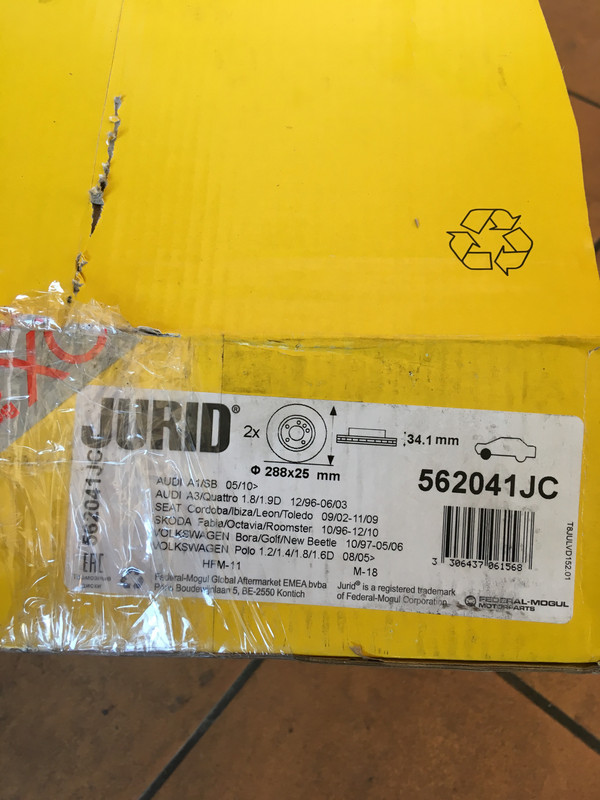 JURID®
2x
34.1 mm
Φ 288x25 mm
562041JC
562041JC
AUDI A1/SB 05/10>
AUDI A3/Quattro 1.8/1.9D 12/96-06/03
SEAT Cordoba/Ibiza/Leon/Toledo 09/02-11/09
SKODA Fabia/Octavia/Roomster 10/96-12/10
VOLKSWAGEN Bora/Golf/New Beetle 10/97-05/06
VOLKSWAGEN Polo 1.2/1.4/1.8/1.6D 08/05>
HFM-11 M-18
Federal-Mogul Global Aftermarket EMEA bvba
Prins Boudewijnlaan 5, BE-2550 Kontich
Jurid® is a registered trademark
of Federal-Mogul Corporation
3 306437 061568
FEDERAL-MOGUL
MOTORPARTS
T8JULVD152.01
EAC